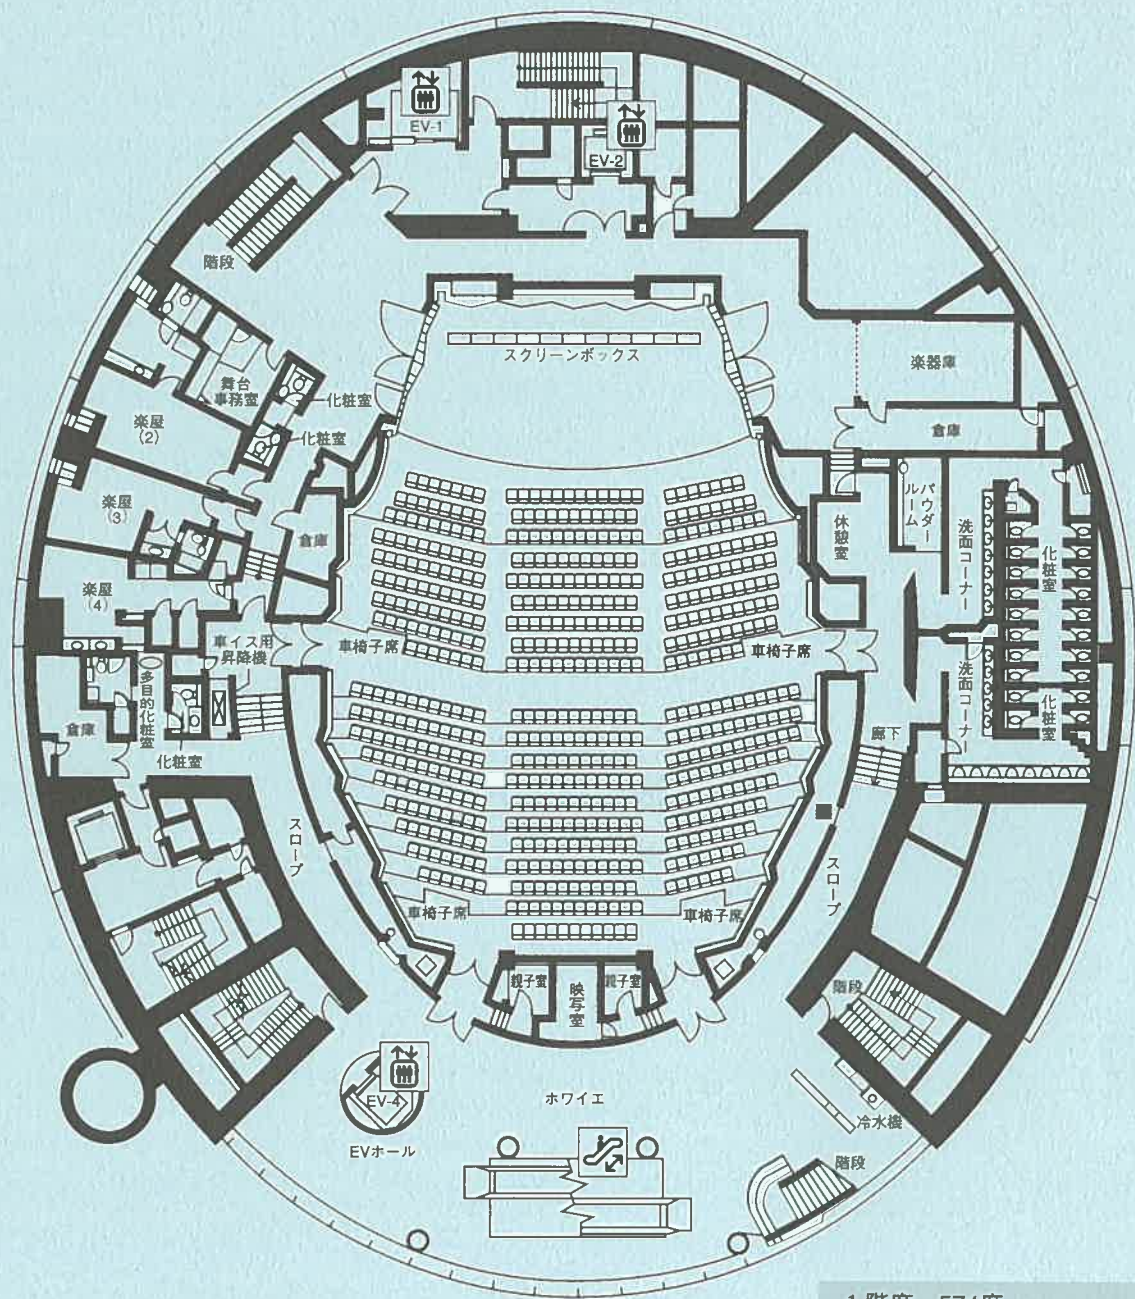 EV-1
EV-2
階段
スクリーンボックス
楽器庫
舞台
事務室
化粧室
倉庫
楽屋
(2)
化粧室
パウダー
ルーム
楽屋
(3)
倉庫
休憩室
洗面コーナー
化粧室
楽屋
(4)
車イス用
昇降機
車椅子席
車椅子席
多目的化粧室
洗面コーナー
化粧室
倉庫
廊下
化粧室
スロープ
スロープ
車椅子席
車椅子席
親子室
映写室
親子室
階段
EV-4
ホワイエ
冷水機
EVホール
階段